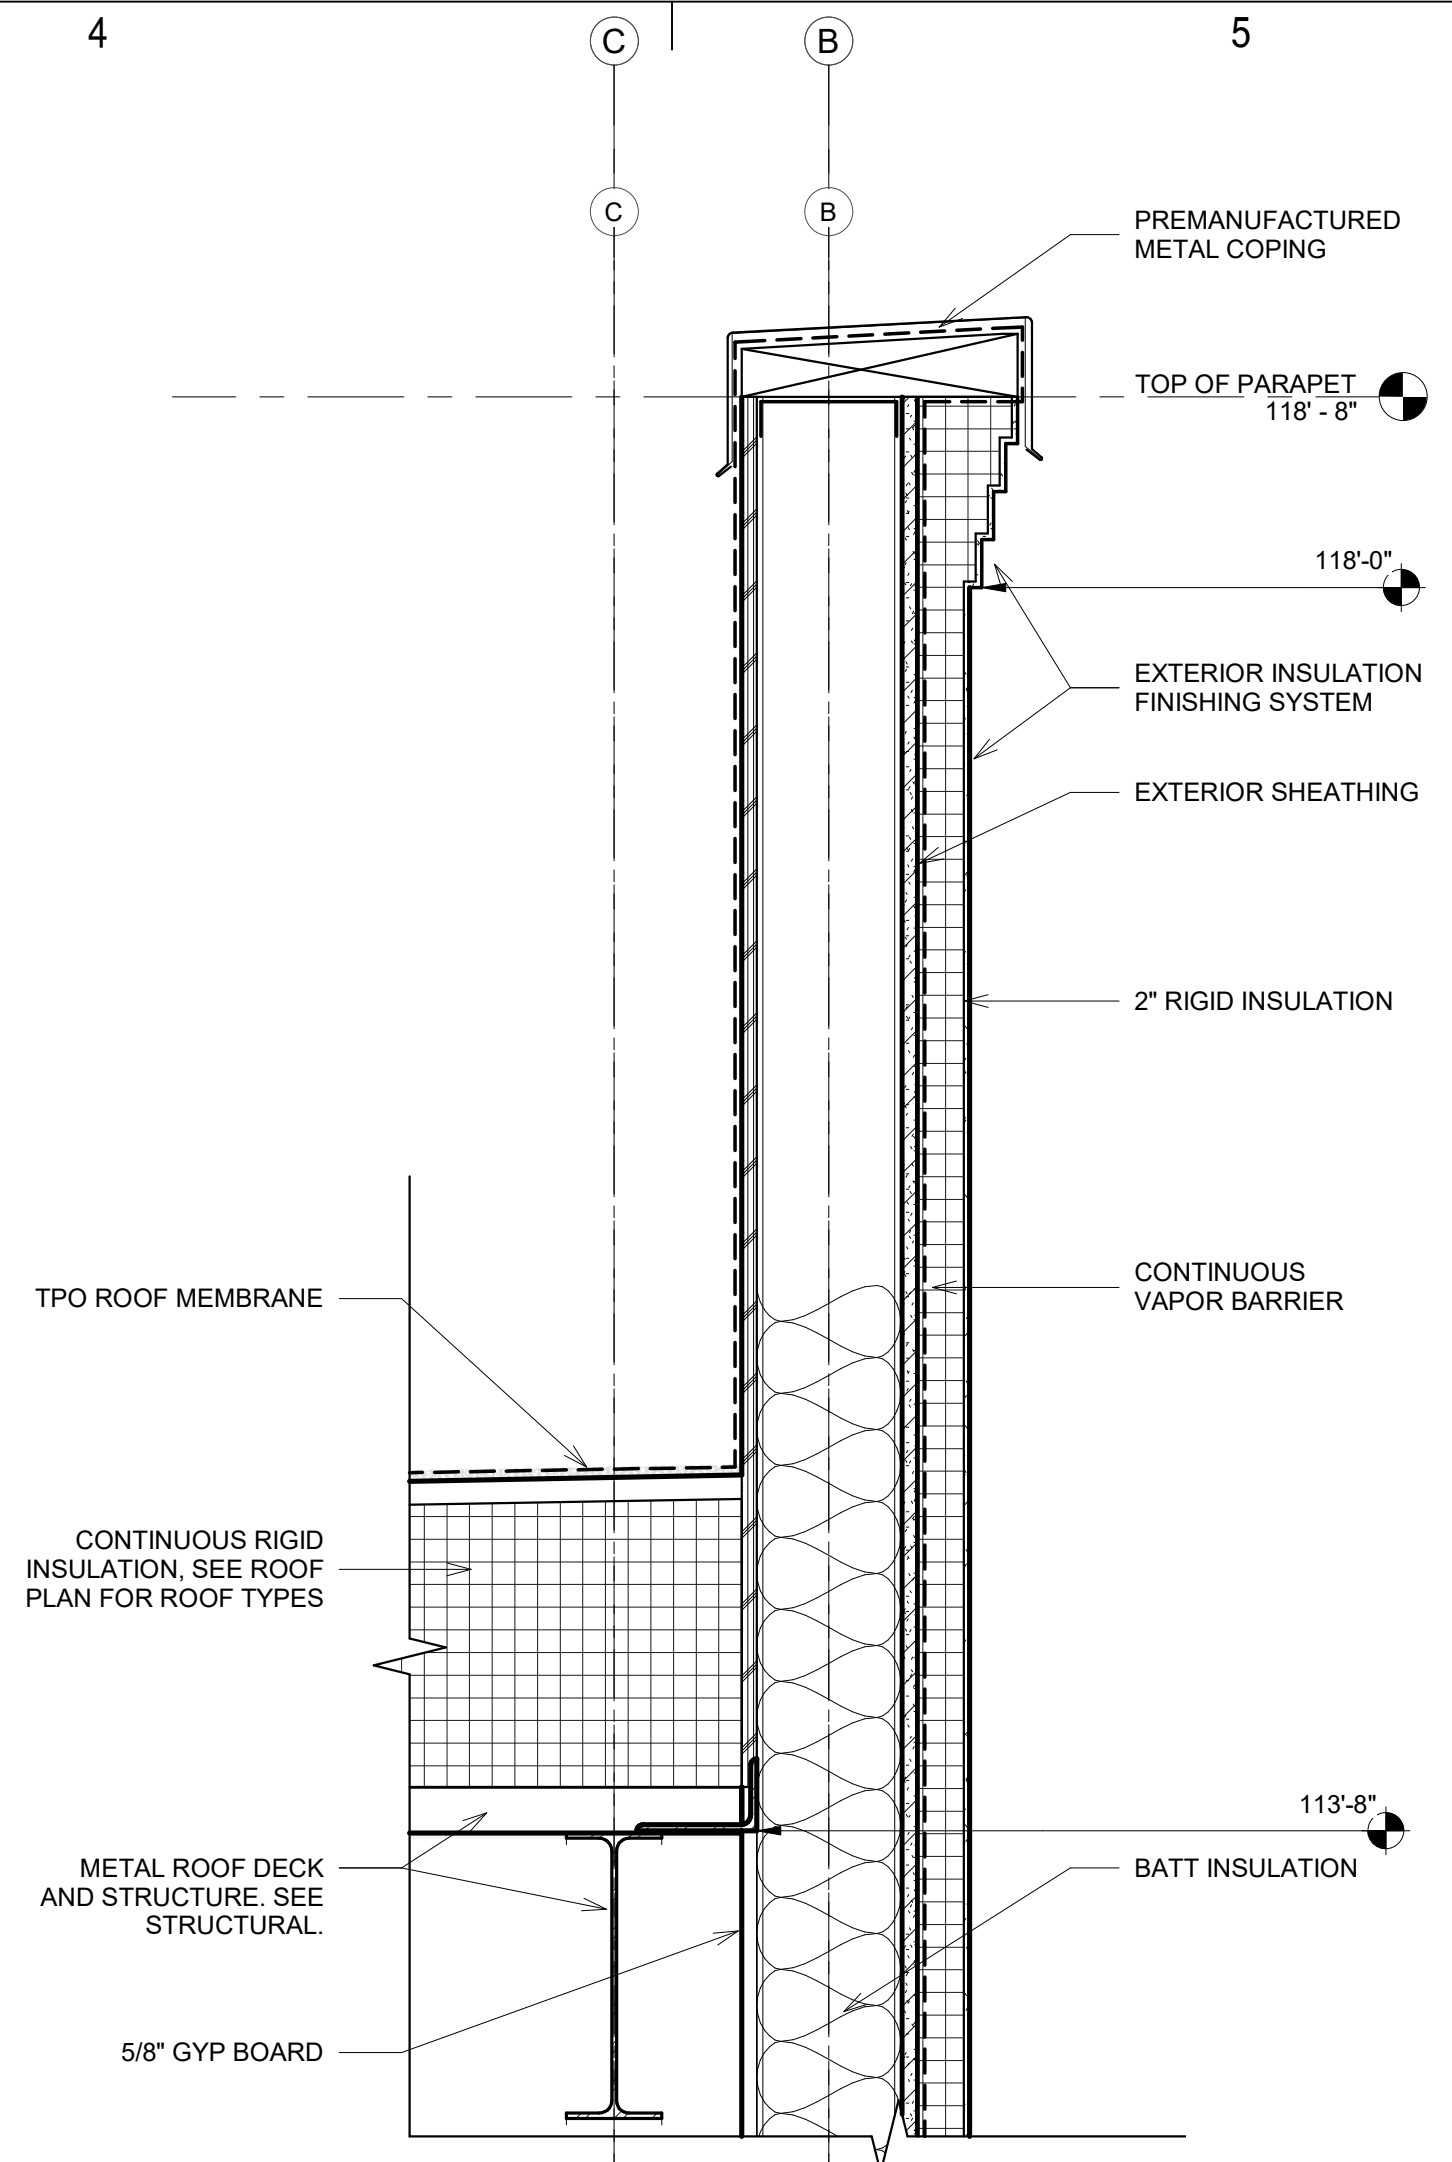 4
C
B
5
C
B
PREMANUFACTURED
METAL COPING
TOP OF PARAPET
118' - 8"
118'-0"
EXTERIOR INSULATION
FINISHING SYSTEM
EXTERIOR SHEATHING
2" RIGID INSULATION
CONTINUOUS
VAPOR BARRIER
TPO ROOF MEMBRANE
CONTINUOUS RIGID
INSULATION, SEE ROOF
PLAN FOR ROOF TYPES
113'-8"
METAL ROOF DECK
AND STRUCTURE. SEE
STRUCTURAL.
BATT INSULATION
5/8" GYP BOARD